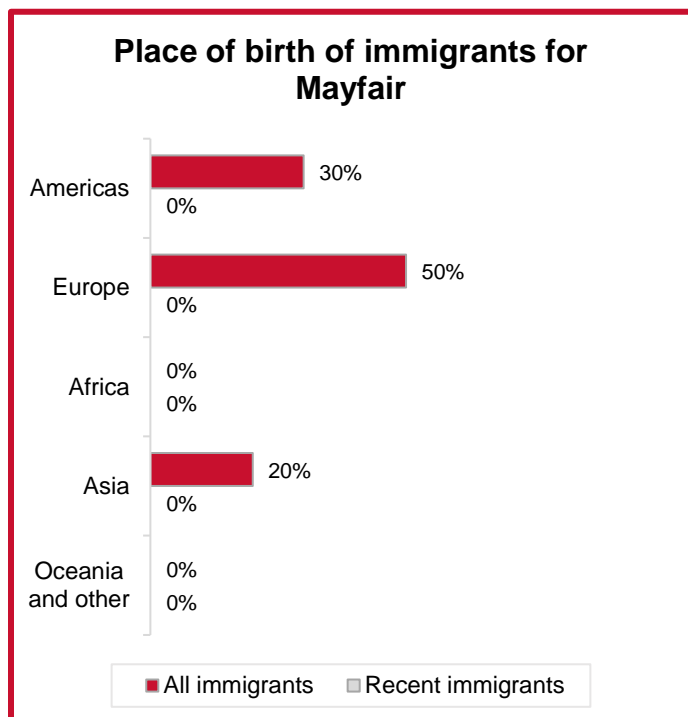 Place of birth of immigrants for
Mayfair
Americas
30%
0%
Europe
50%
0%
Africa
0%
0%
Asia
20%
0%
Oceania
and other
0%
0%
All immigrants
Recent immigrants